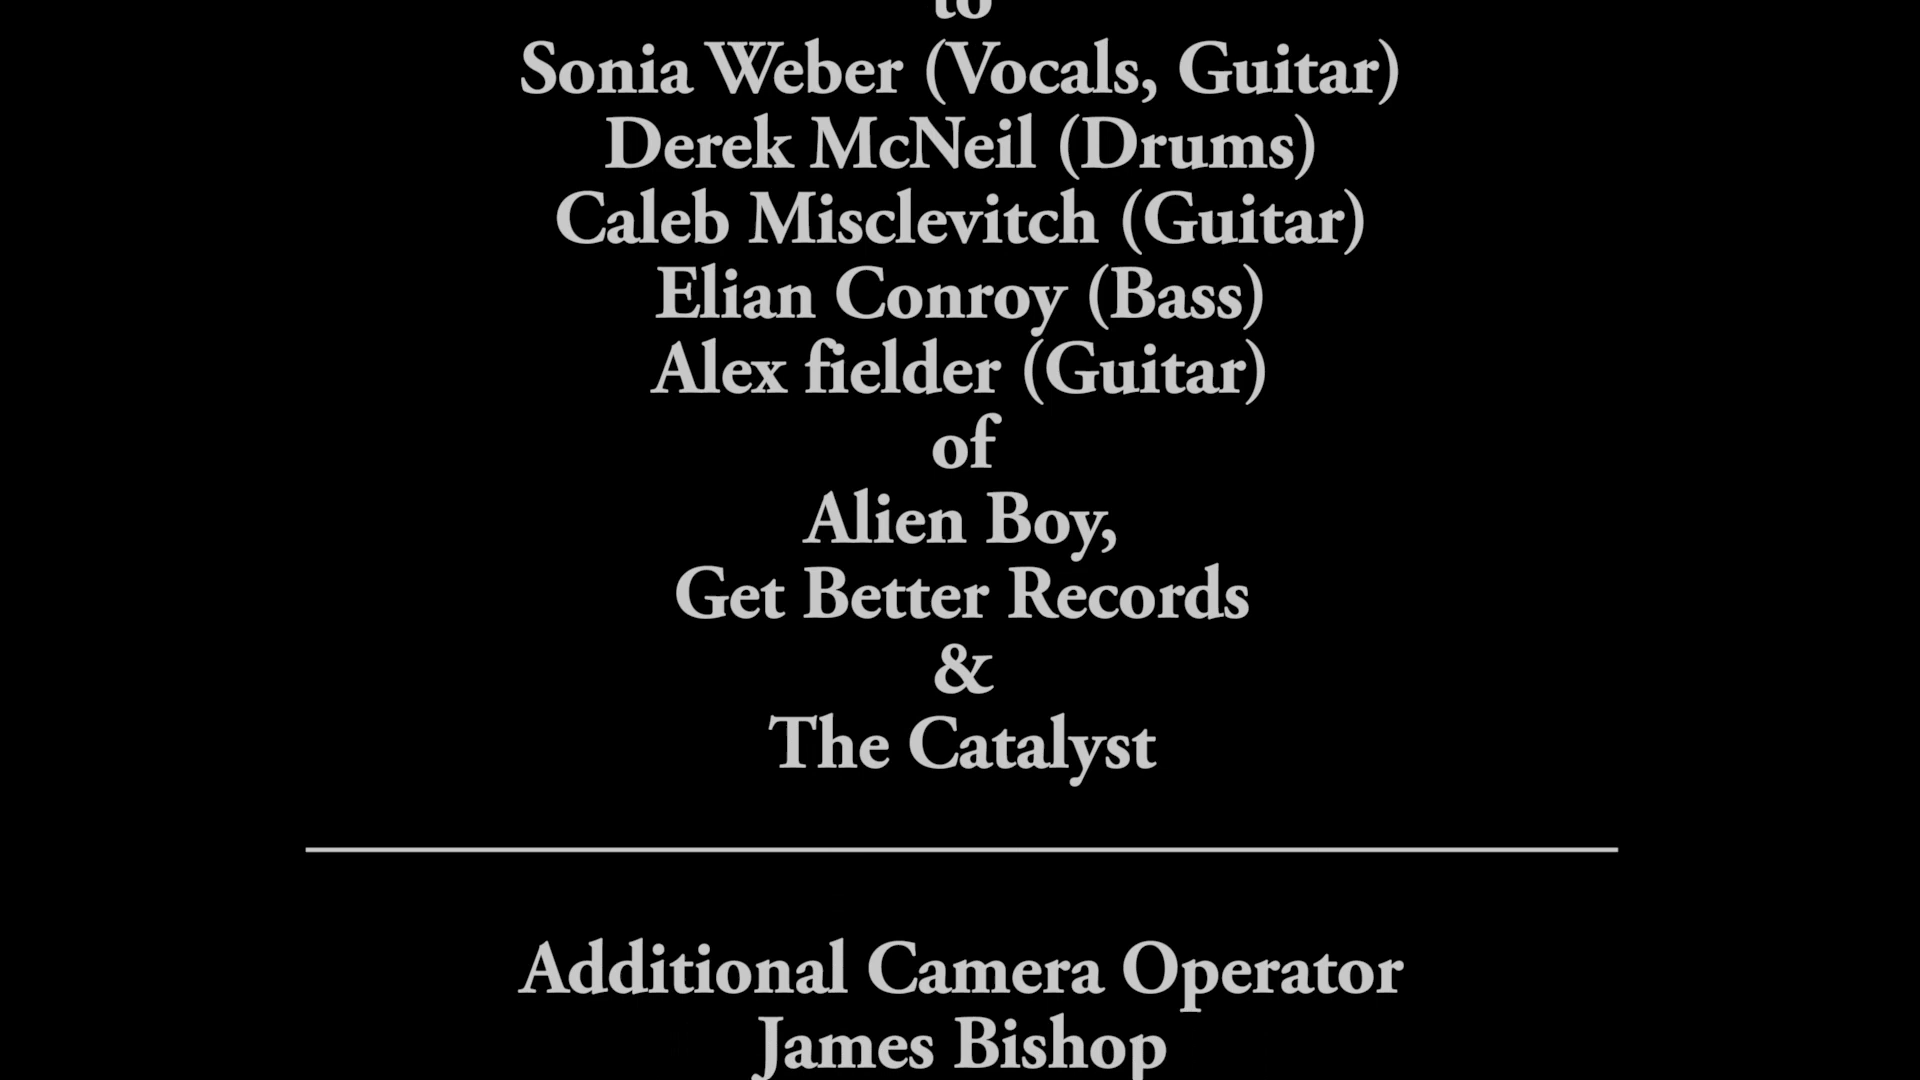 to
Sonia Weber (Vocals, Guitar)
Derek McNeil (Drums)
Caleb Misclevitch (Guitar)
Elian Conroy (Bass)
Alex fielder (Guitar)
of
Alien Boy,
Get Better Records
&
The Catalyst
Additional Camera Operator
James Bishop